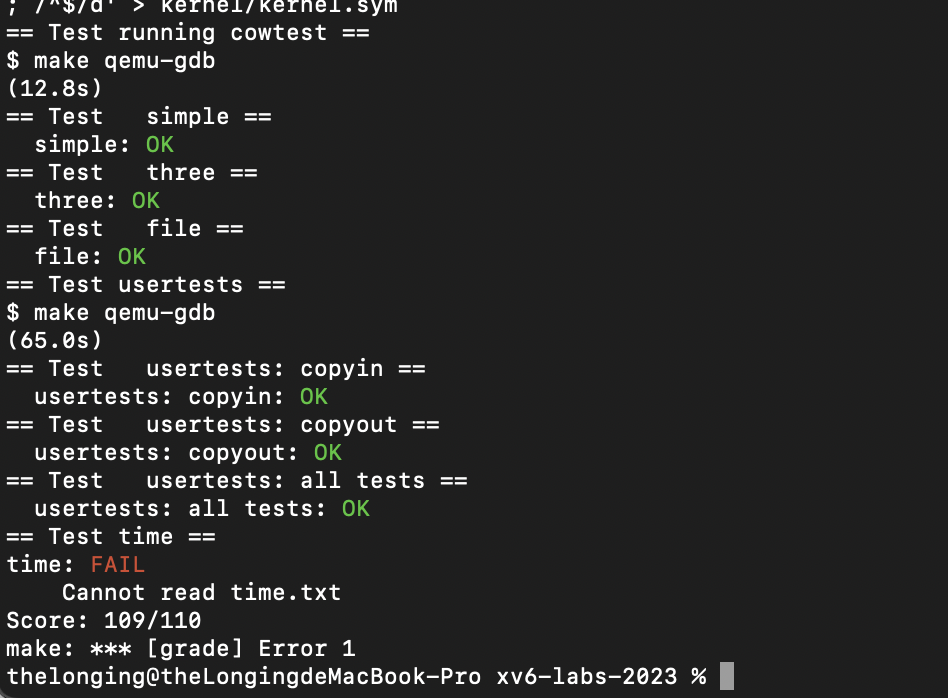 ; /^$/d' > kernel/kernel.sym
== Test running cowtest ==
$ make qemu-gdb
(12.8s)
== Test   simple ==
  simple: OK
== Test   three ==
  three: OK
== Test   file ==
  file: OK
== Test usertests ==
$ make qemu-gdb
(65.0s)
== Test   usertests: copyin ==
  usertests: copyin: OK
== Test   usertests: copyout ==
  usertests: copyout: OK
== Test   usertests: all tests ==
  usertests: all tests: OK
== Test time ==
time: FAIL
    Cannot read time.txt
Score: 109/110
make: *** [grade] Error 1
thelonging@theLongingdeMacBook-Pro xv6-labs-2023 %